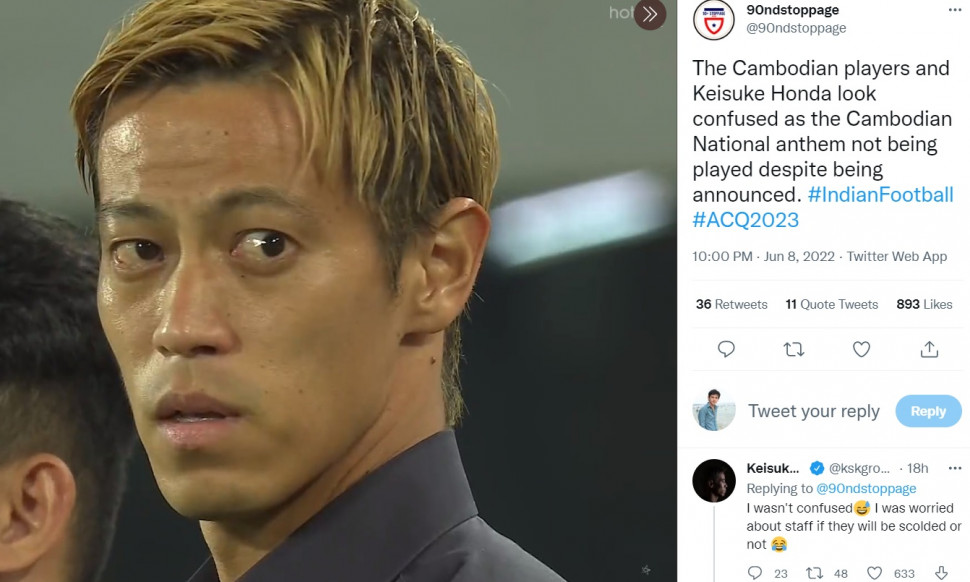 hot
90ndstoppage
@90ndstoppage
The Cambodian players and
Keisuke Honda look
confused as the Cambodian
National anthem not being
played despite being
announced. #IndianFootball
#ACQ2023
10:00 PM · Jun 8, 2022 · Twitter Web App
36 Retweets 11 Quote Tweets 893 Likes
Tweet your reply
Reply
Keisuk... @kskgro... · 18h
Replying to @90ndstoppage
I wasn't confused😅 I was worried
about staff if they will be scolded or
not 😂
23 48 633